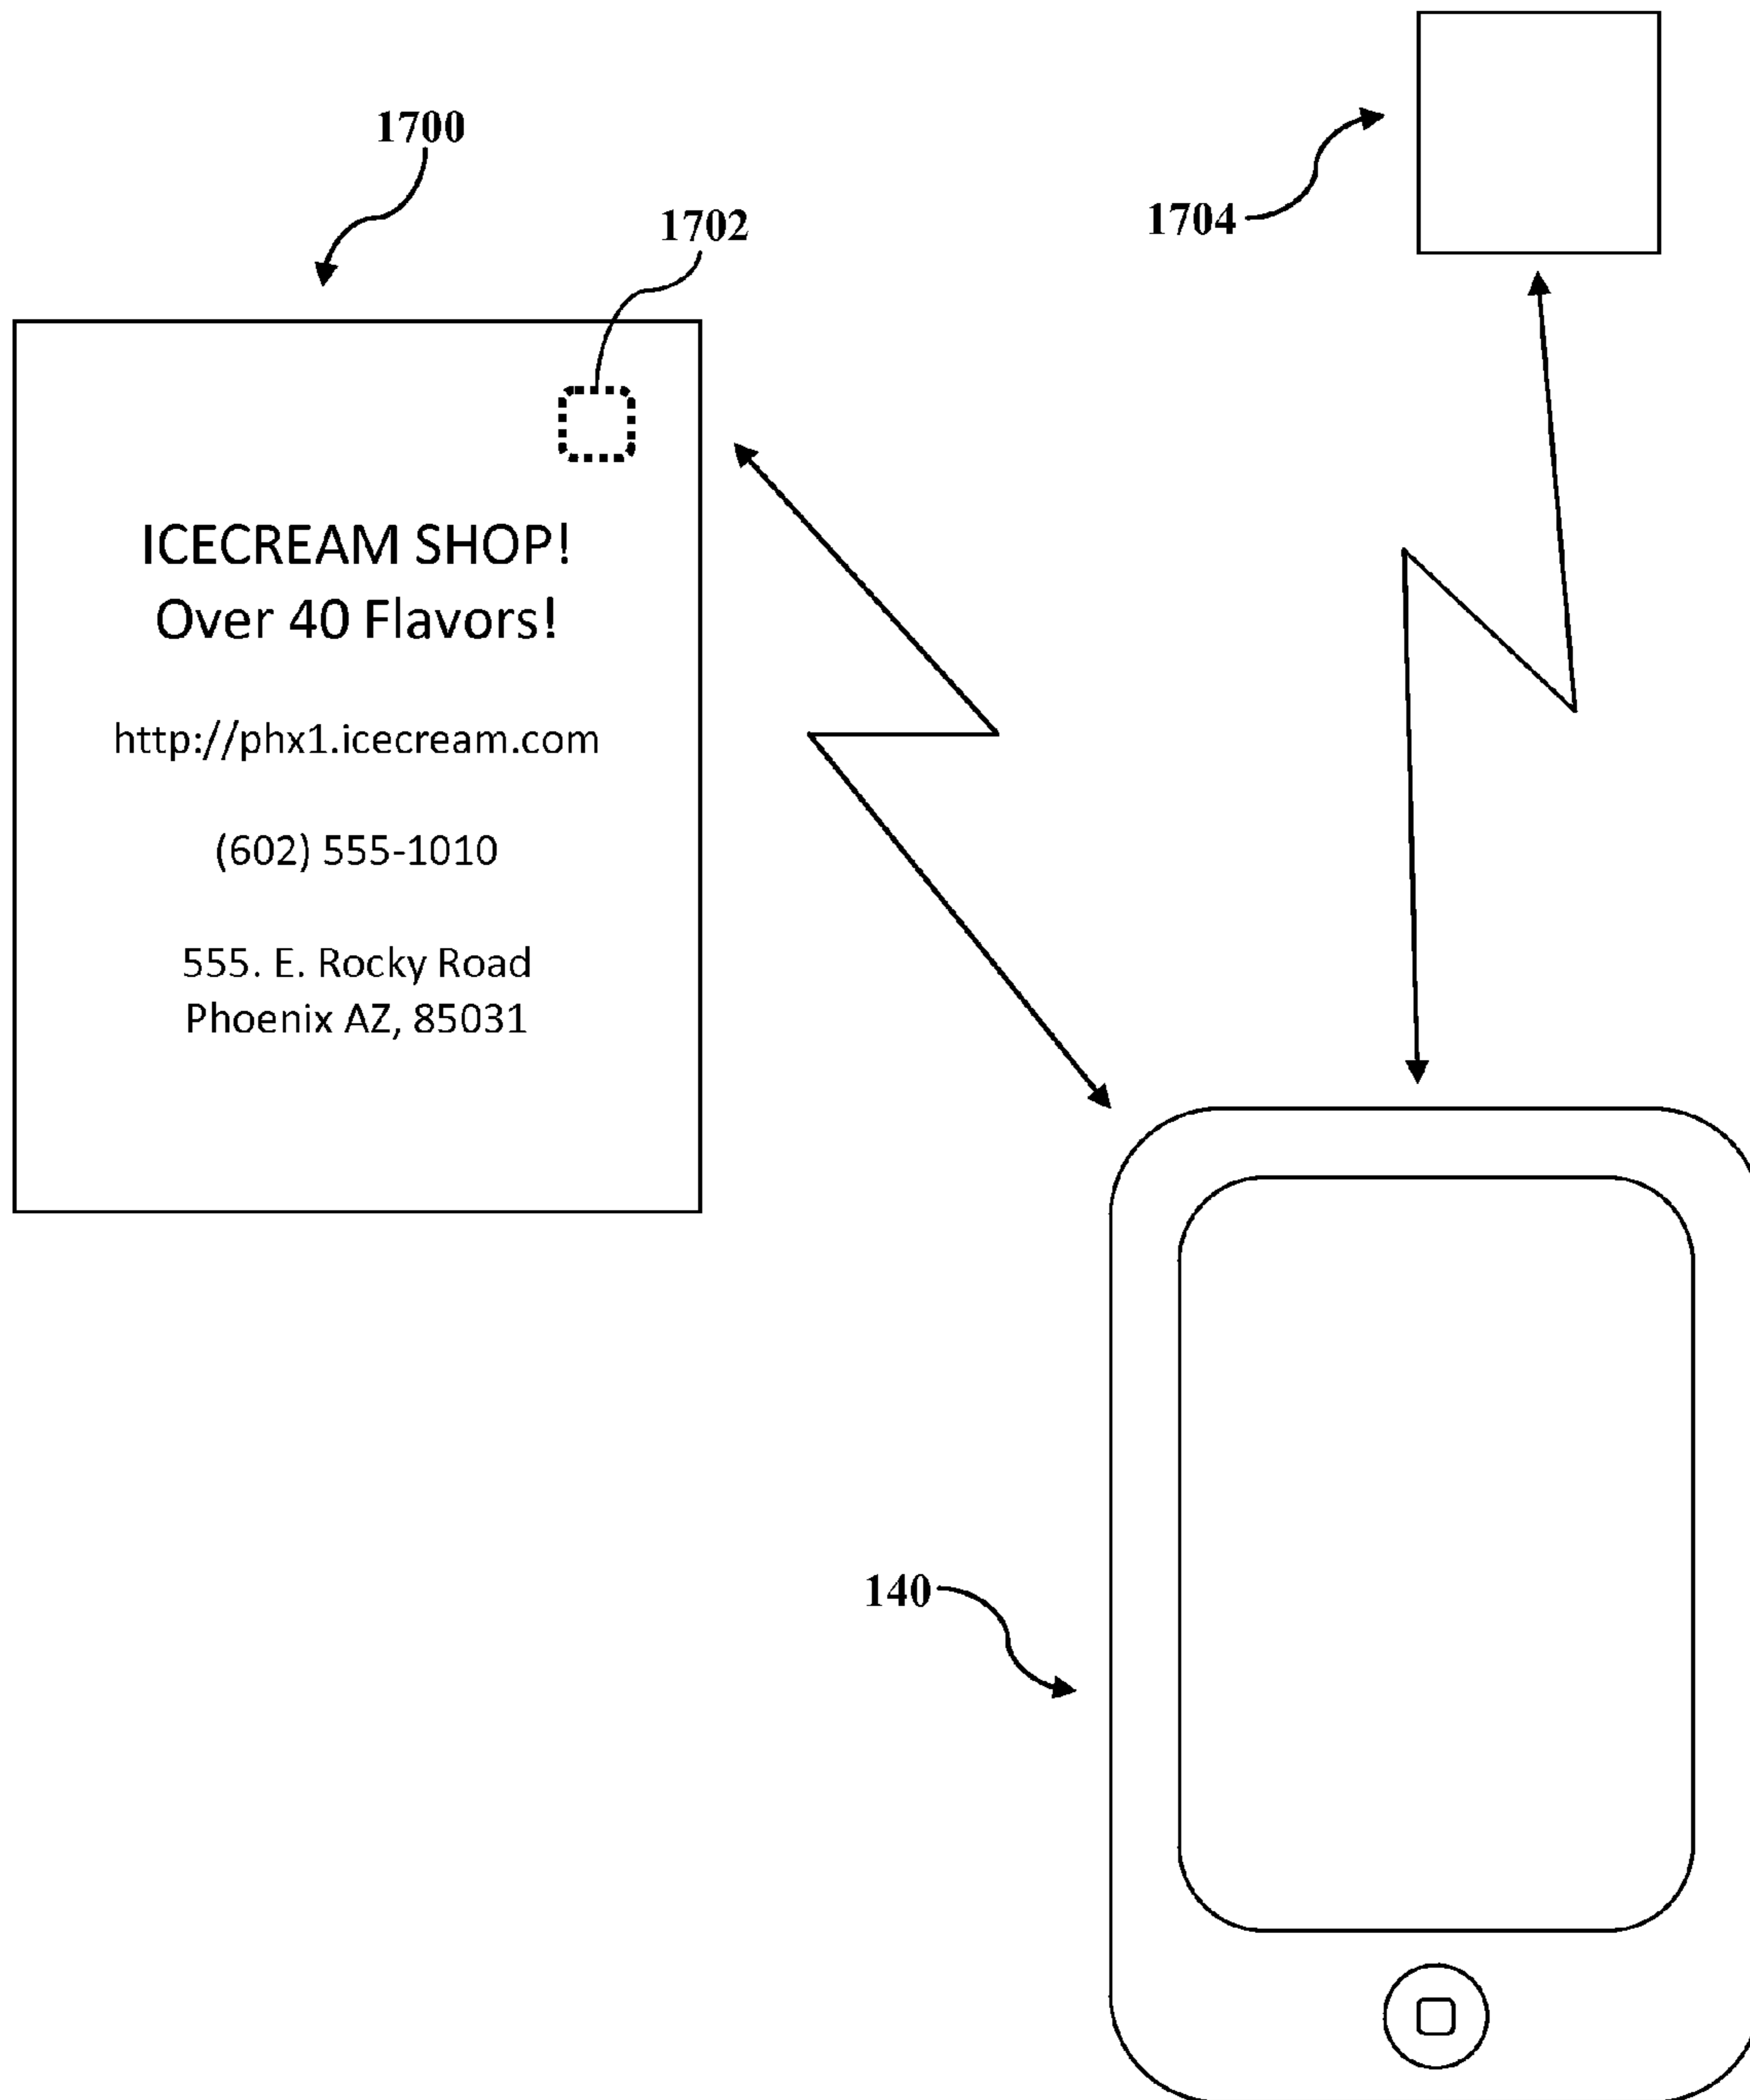 1700
1702
1704
ICECREAM SHOP!
Over 40 Flavors!
http://phx1.icecream.com
(602) 555-1010
555. E. Rocky Road
Phoenix AZ, 85031
140